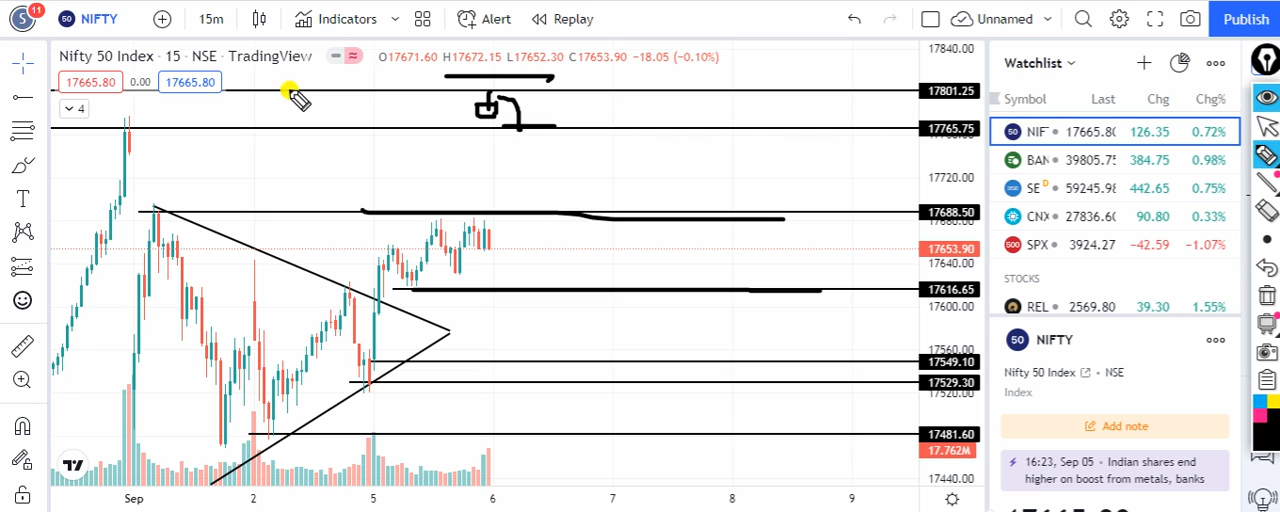 S 11 50 NIFTY 15m Indicators Alert Replay Unnamed Publish
Nifty 50 Index · 15 · NSE · TradingView O17671.60 H17672.15 L17652.30 C17653.90 −18.05 (−0.10%)
17665.80 0.00 17665.80
4
17840.00
17801.25
17765.75
17720.00
17688.50
17680.00
17653.90
17640.00
17616.65
17600.00
17560.00
17549.10
17529.30
17520.00
17481.60
17.762M
17440.00
Sep 2 5 6 7 8 9
Watchlist
Symbol Last Chg Chg%
50 NIF 17665.80 126.35 0.72%
BAN 39805.75 384.75 0.98%
SE D 59245.98 442.65 0.75%
CNX 27836.60 90.80 0.33%
500 SPX 3924.27 −42.59 −1.07%
STOCKS
REL 2569.80 39.30 1.55%
50 NIFTY
Nifty 50 Index • NSE
Index
Add note
16:23, Sep 05 • Indian shares end
higher on boost from metals, banks